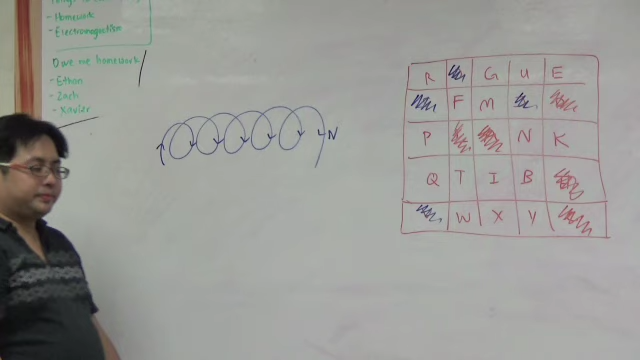 - Homework
- Electromagnetism
Owe me homework
- Ethan
- Zach
- Xavier
N
R G U E
F M
P N K
Q T I B
W X Y